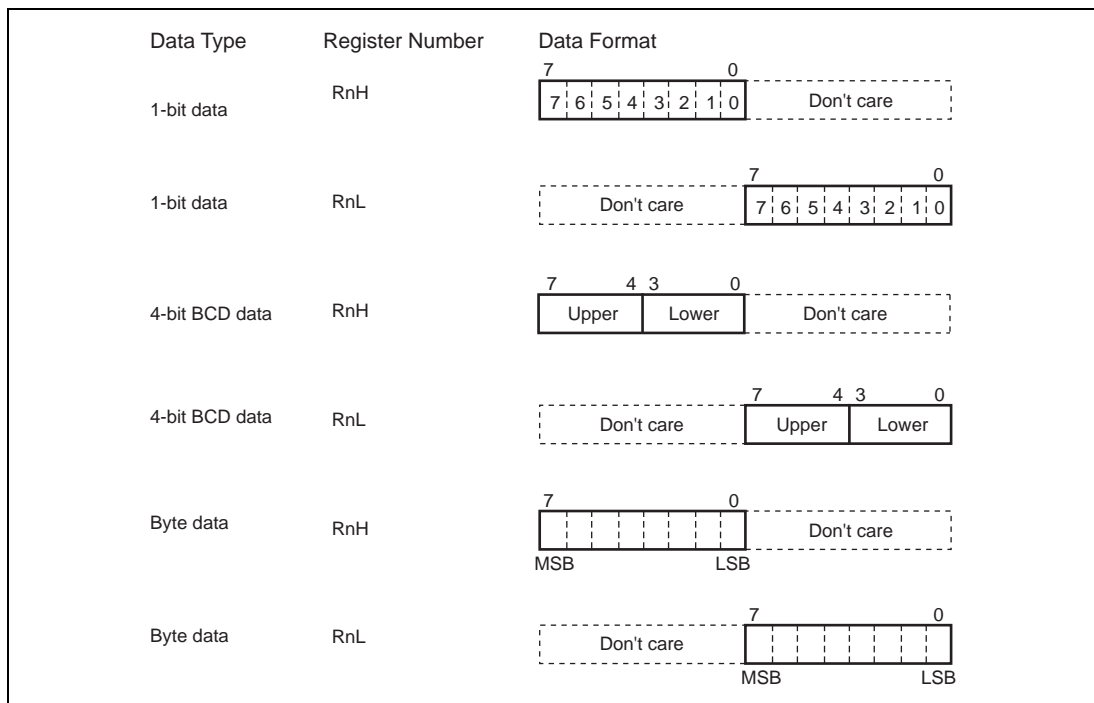 Data Type Register Number Data Format
7 0
1-bit data RnH 7 6 5 4 3 2 1 0 Don't care
7 0
1-bit data RnL Don't care 7 6 5 4 3 2 1 0
7 4 3 0
4-bit BCD data RnH Upper Lower Don't care
7 4 3 0
4-bit BCD data RnL Don't care Upper Lower
7 0
Byte data RnH Don't care
MSB LSB
7 0
Byte data RnL Don't care
MSB LSB